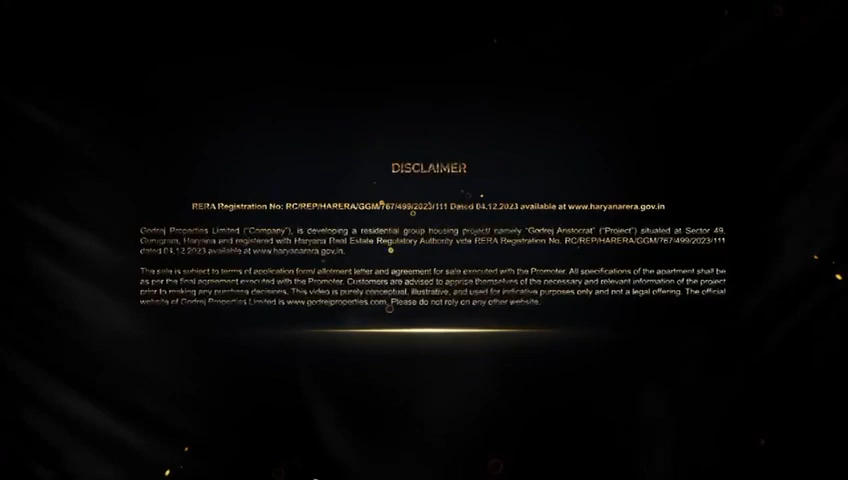 DISCLAIMER
RERA Registration No: RC/REP/HARERA/GGM/767/499/2023/111 Dated 04.12.2023 available at www.haryanarera.gov.in
Godrej Properties Limited ("Company"), is developing a residential group housing project/ namely "Godrej Aristocrat" ("Project") situated at Sector 49,
Gurugram, Haryana and registered with Haryana Real Estate Regulatory Authority vide RERA Registration No. RC/REP/HARERA/GGM/767/499/2023/111
dated 04.12.2023 available at www.haryanarera.gov.in.
The sale is subject to terms of application form/ allotment letter and agreement for sale executed with the Promoter. All specifications of the apartment shall be
as per the final agreement executed with the Promoter. Customers are advised to apprise themselves of the necessary and relevant information of the project
prior to making any purchase decisions. This video is purely conceptual, illustrative, and used for indicative purposes only and not a legal offering. The official
website of Godrej Properties Limited is www.godrejproperties.com. Please do not rely on any other website.